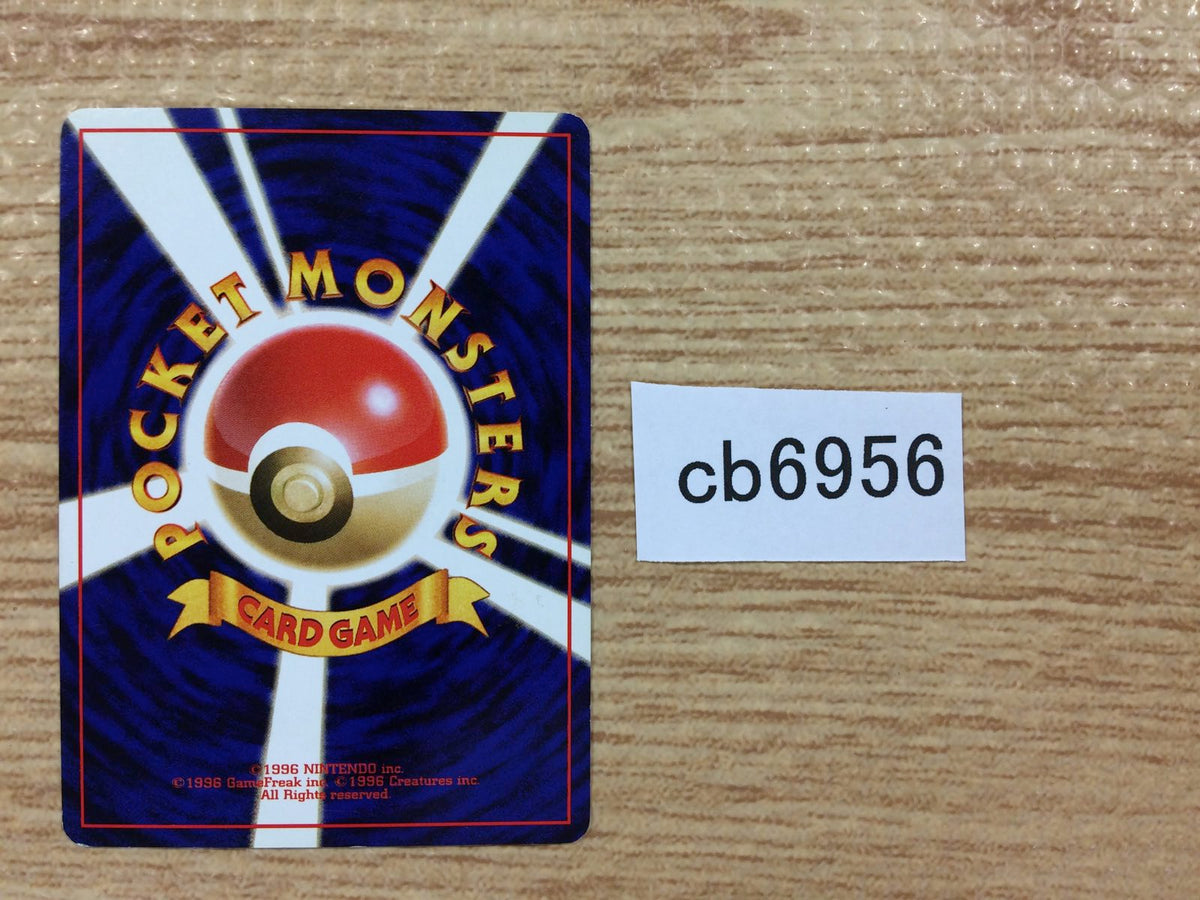 POCKET MONSTERS
CARD GAME
©1996 NINTENDO inc.
©1996 GameFreak inc. ©1996 Creatures inc.
All Rights reserved.
cb6956